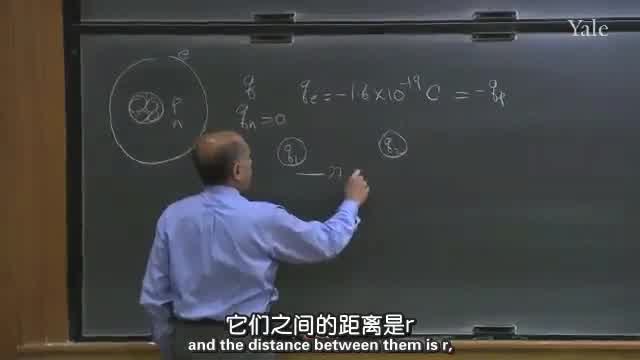 Yale
e
q
q_e = -1.6 × 10^-19 C = -q_p
p
n
q_n = 0
q_1
q_2
r
它们之间的距离是r
and the distance between them is r,